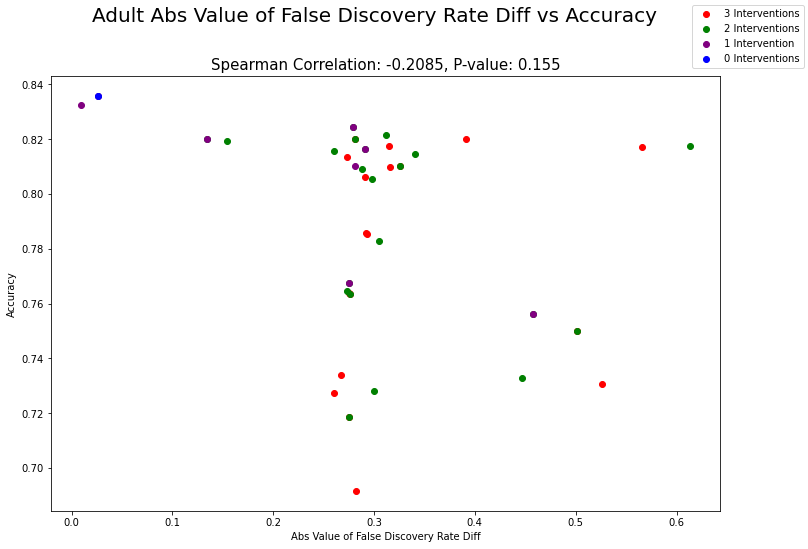 Adult Abs Value of False Discovery Rate Diff vs Accuracy
3 Interventions
2 Interventions
1 Intervention
0 Interventions
Spearman Correlation: -0.2085, P-value: 0.155
0.84
0.82
0.80
0.78
0.76
0.74
0.72
0.70
Accuracy
0.0 0.1 0.2 0.3 0.4 0.5 0.6
Abs Value of False Discovery Rate Diff